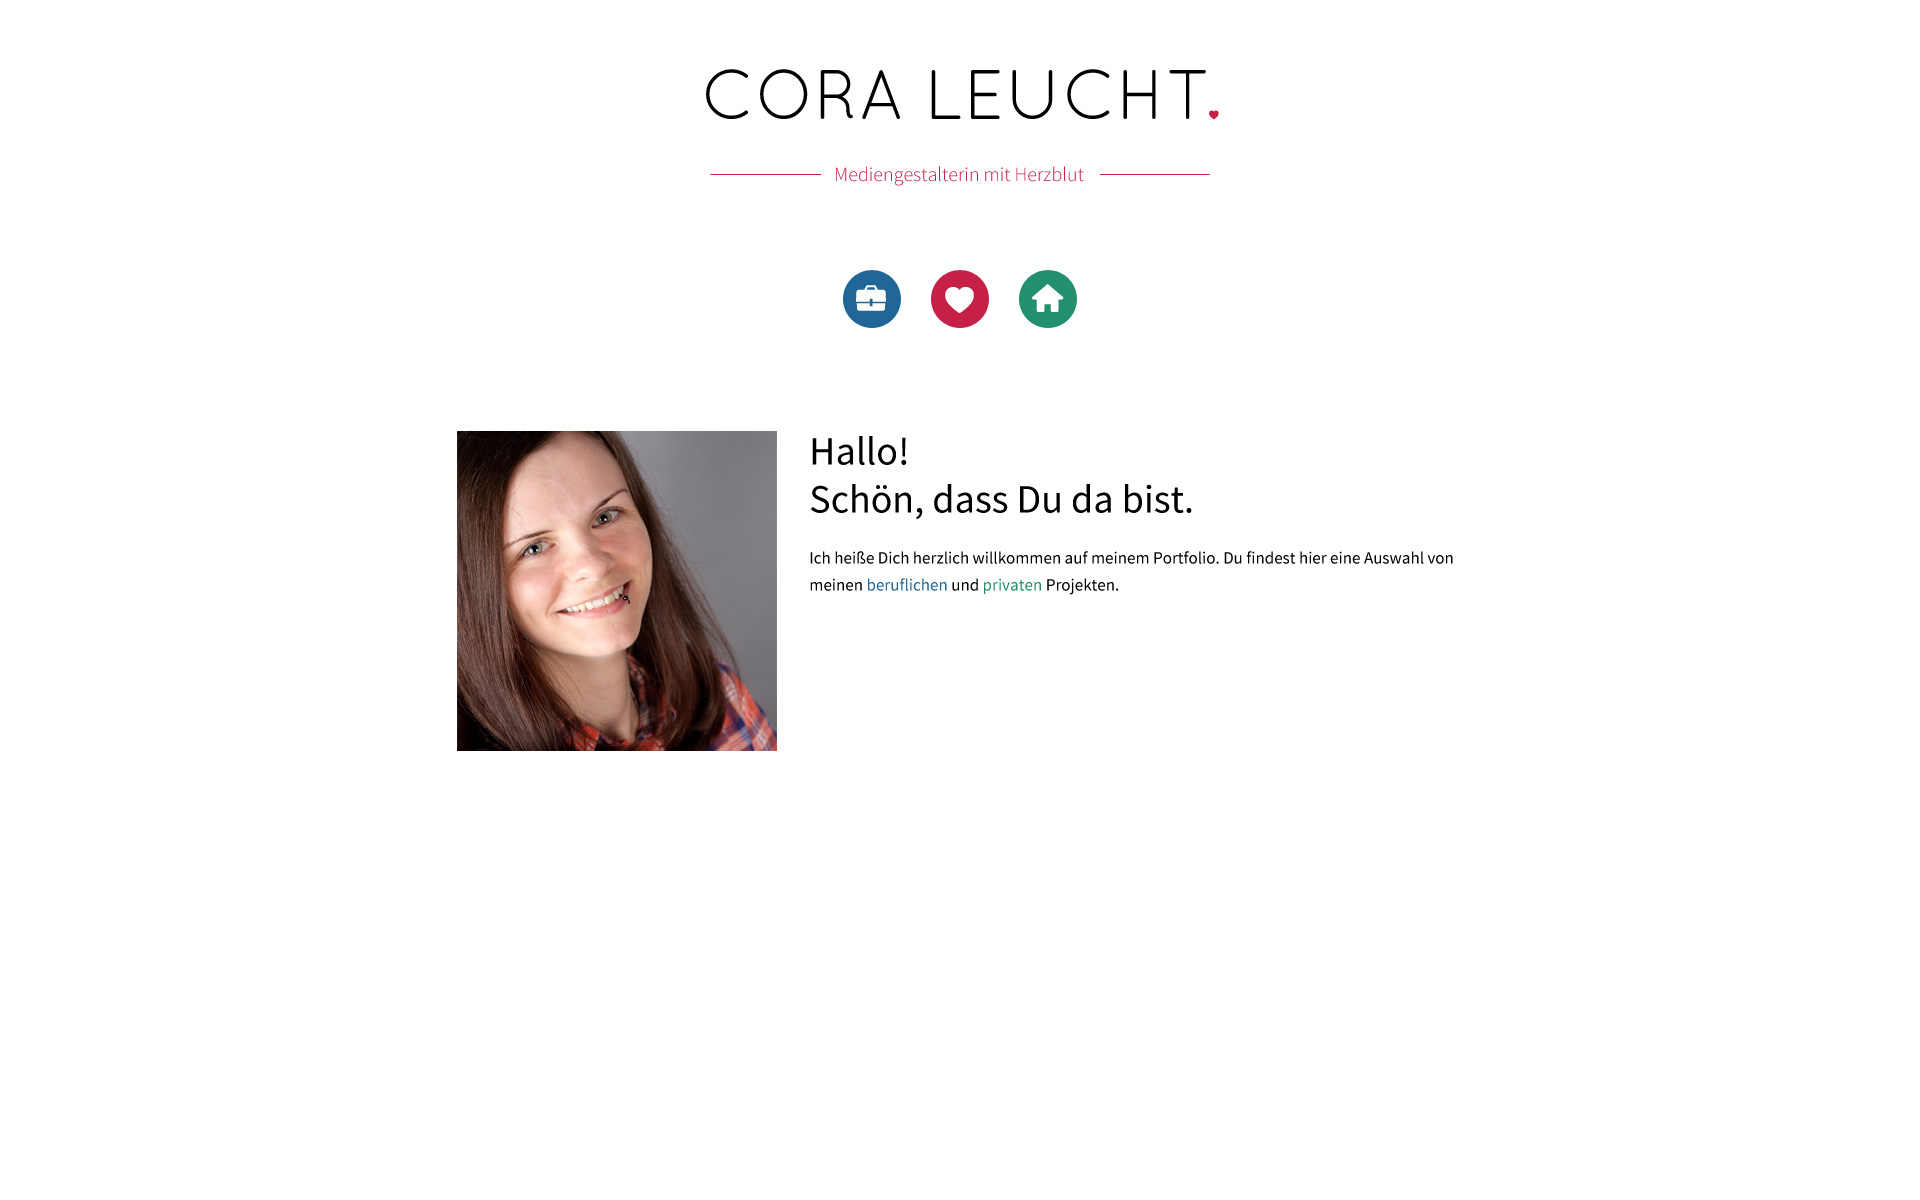 CORA LEUCHT.
Mediengestalterin mit Herzblut
Hallo!
Schön, dass Du da bist.
Ich heiße Dich herzlich willkommen auf meinem Portfolio. Du findest hier eine Auswahl von
meinen beruflichen und privaten Projekten.